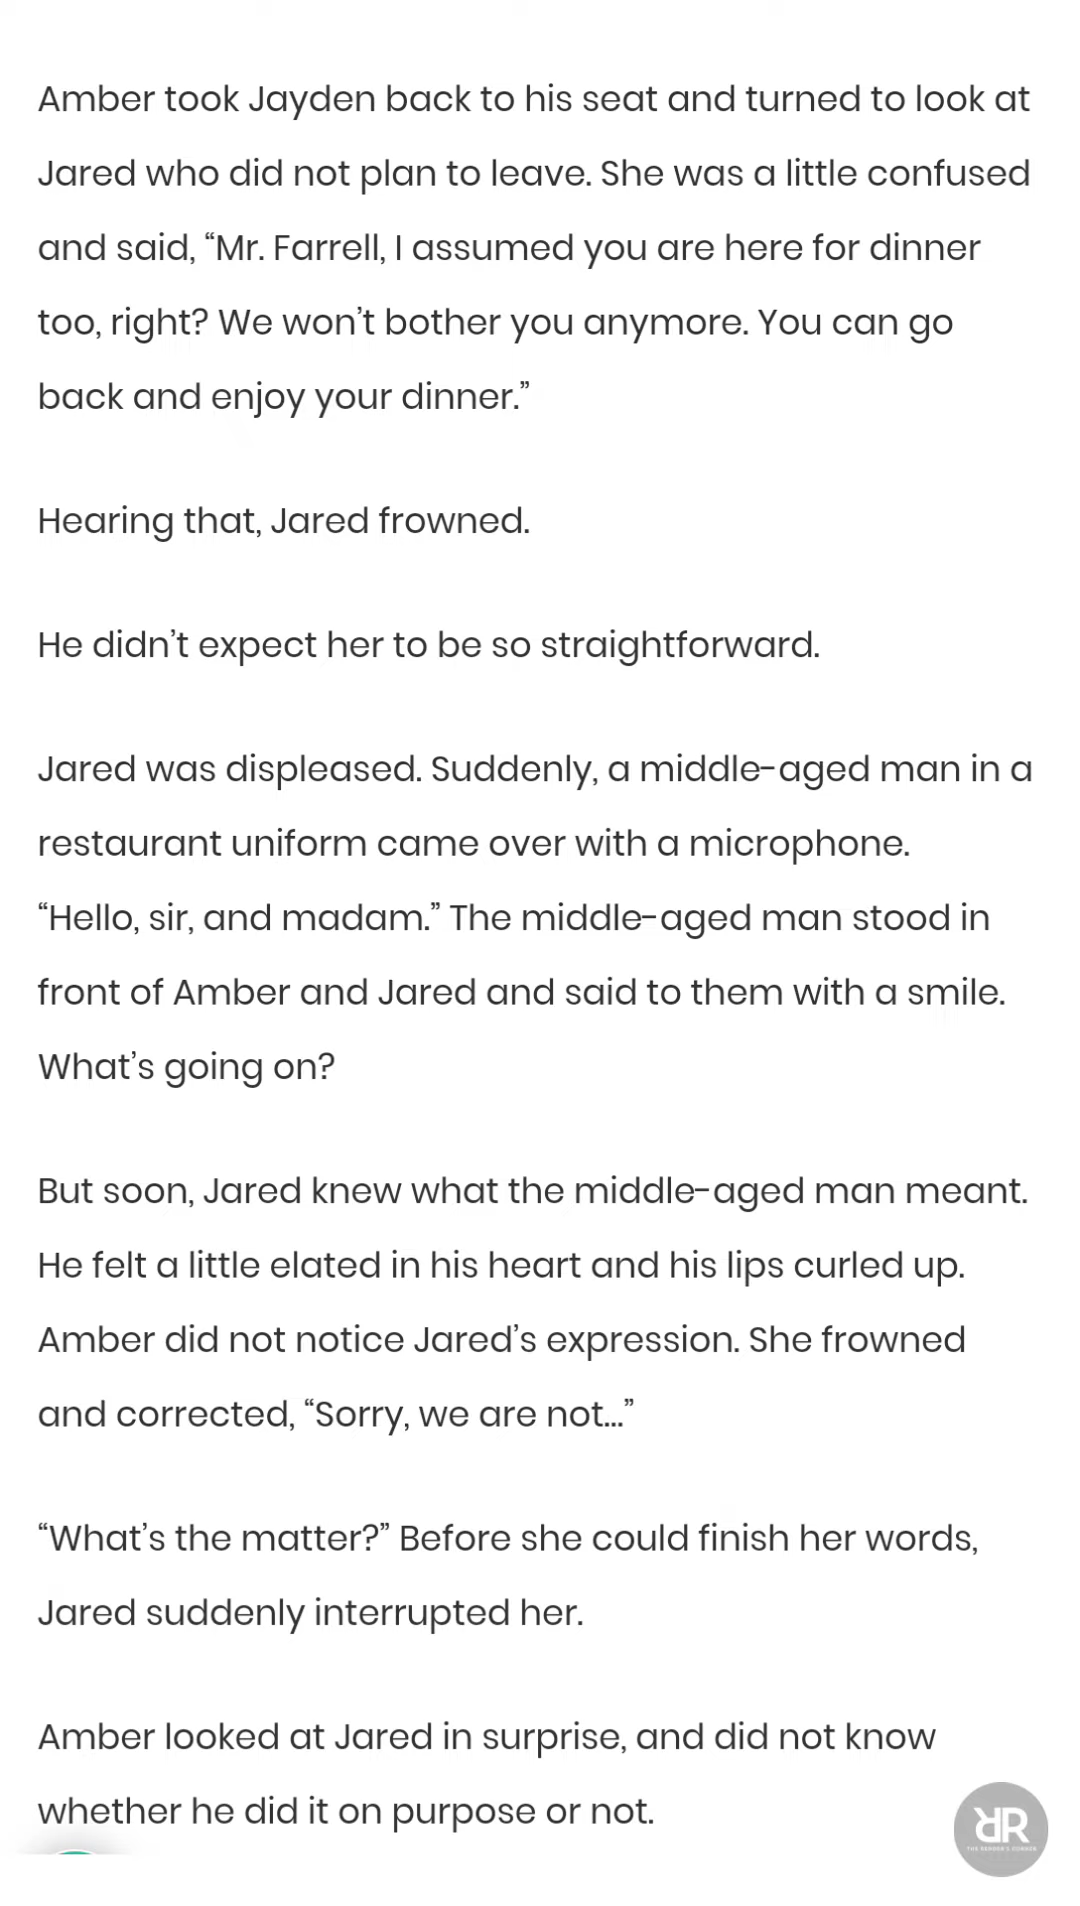 Amber took Jayden back to his seat and turned to look at
Jared who did not plan to leave. She was a little confused
and said, “Mr. Farrell, I assumed you are here for dinner
too, right? We won’t bother you anymore. You can go
back and enjoy your dinner.”
Hearing that, Jared frowned.
He didn’t expect her to be so straightforward.
Jared was displeased. Suddenly, a middle-aged man in a
restaurant uniform came over with a microphone.
“Hello, sir, and madam.” The middle-aged man stood in
front of Amber and Jared and said to them with a smile.
What’s going on?
But soon, Jared knew what the middle-aged man meant.
He felt a little elated in his heart and his lips curled up.
Amber did not notice Jared’s expression. She frowned
and corrected, “Sorry, we are not...”
“What’s the matter?” Before she could finish her words,
Jared suddenly interrupted her.
Amber looked at Jared in surprise, and did not know
whether he did it on purpose or not.
RR
THE READER'S CORNER